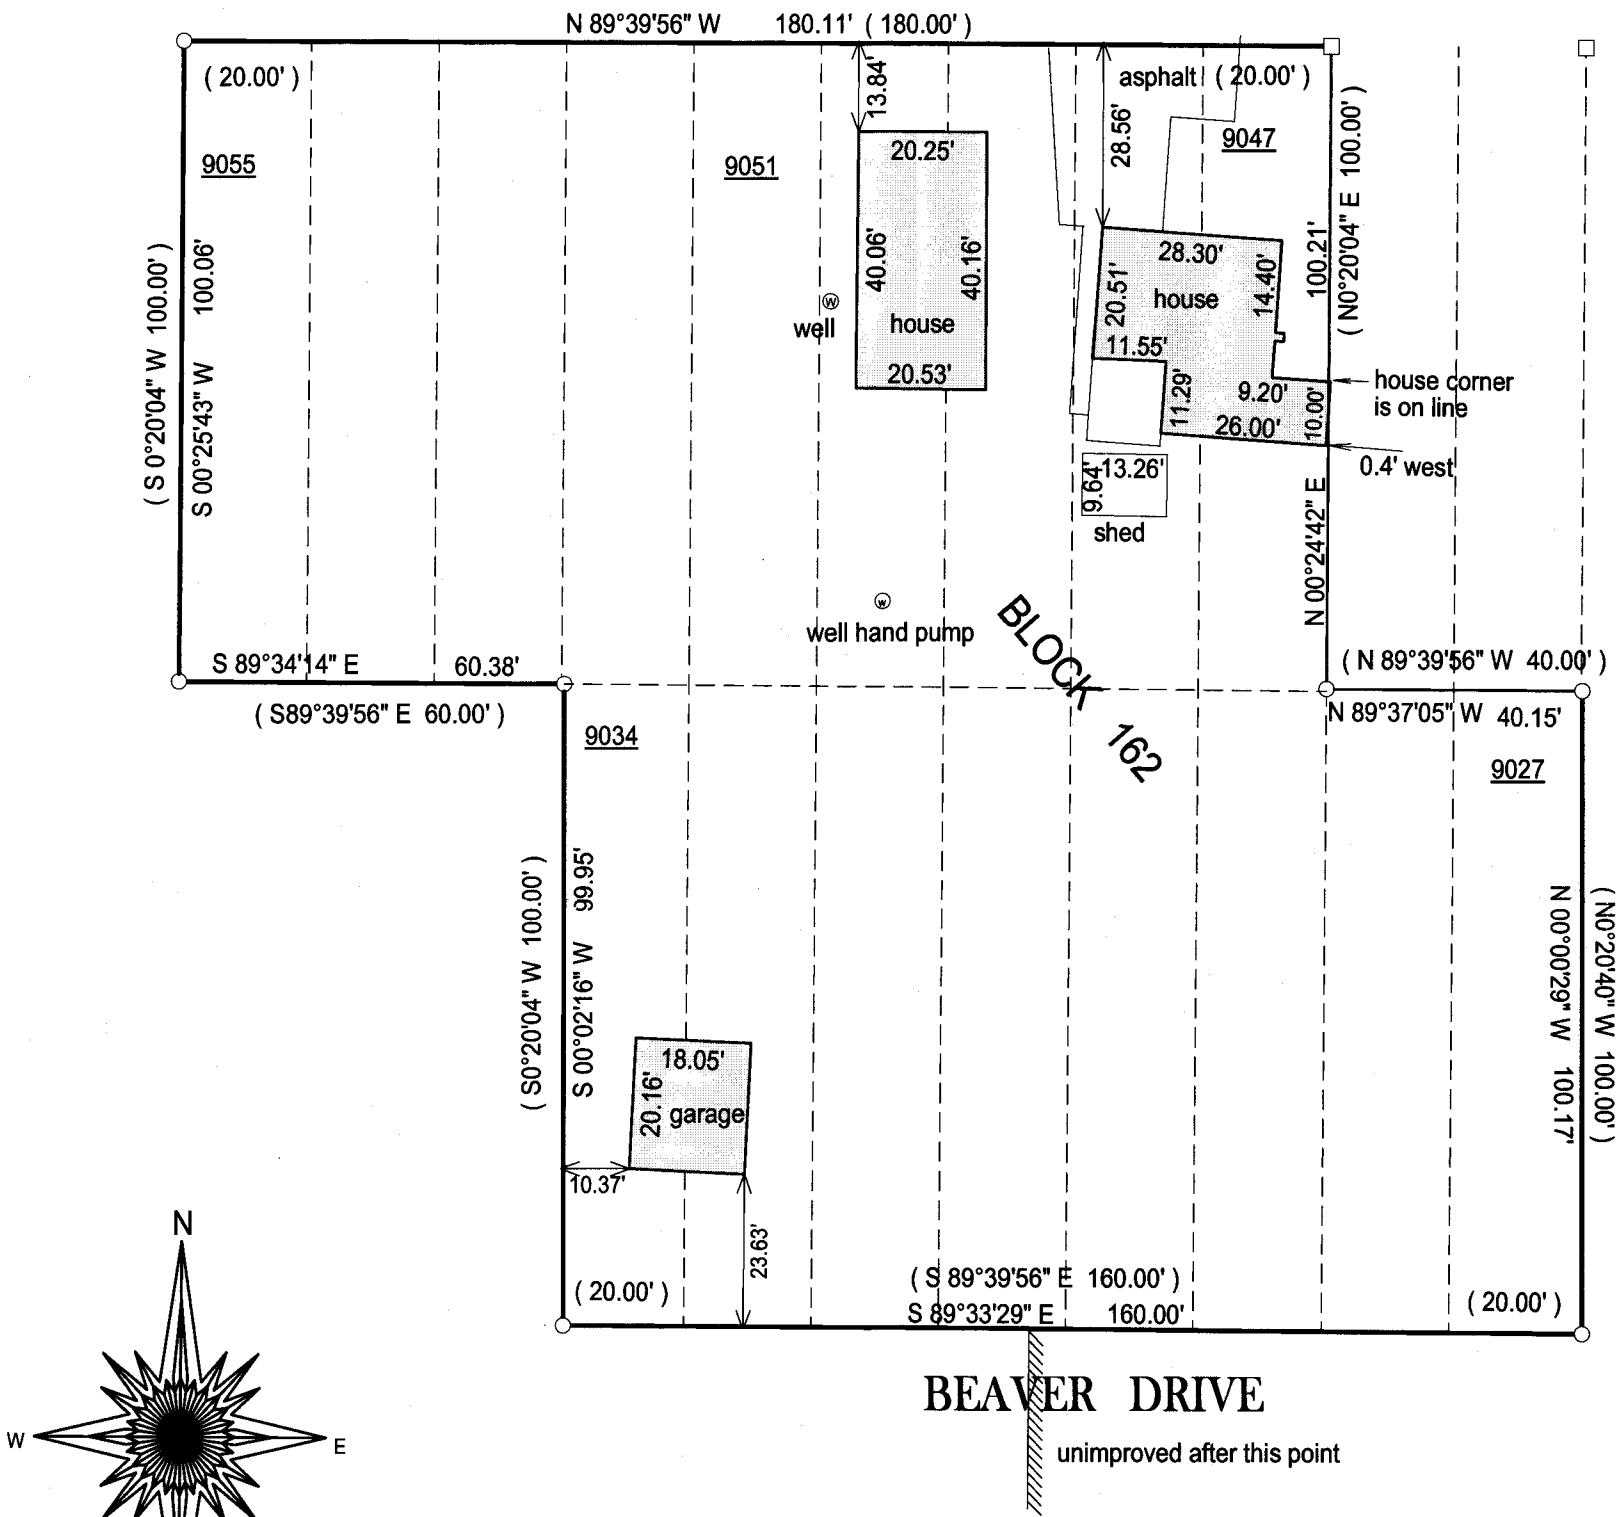 N 89°39'56" W 180.11' ( 180.00' )
( 20.00' )
13.84'
asphalt ( 20.00' )
28.56'
9055
9051
9047
20.25'
( N0°20'04" E 100.00' )
100.21'
( S 0°20'04" W 100.00' )
S 00°25'43" W 100.06'
40.06'
40.16'
28.30'
14.40'
20.51'
house
well
W
house
11.55'
20.53'
11.29'
9.20'
10.00'
26.00'
house corner
is on line
0.4' west
13.26'
9.64'
shed
N 00°24'42" E
W
well hand pump
BLOCK 162
S 89°34'14" E 60.38'
( S89°39'56" E 60.00' )
( N 89°39'56" W 40.00' )
N 89°37'05" W 40.15'
9034
9027
( S0°20'04" W 100.00' )
S 00°02'16" W 99.95'
N 00°00'29" W 100.17'
( N0°20'40" W 100.00' )
18.05'
20.16'
garage
10.37'
23.63'
( 20.00' )
( S 89°39'56" E 160.00' )
( 20.00' )
S 89°33'29" E 160.00'
BEAVER DRIVE
unimproved after this point
N
W
E